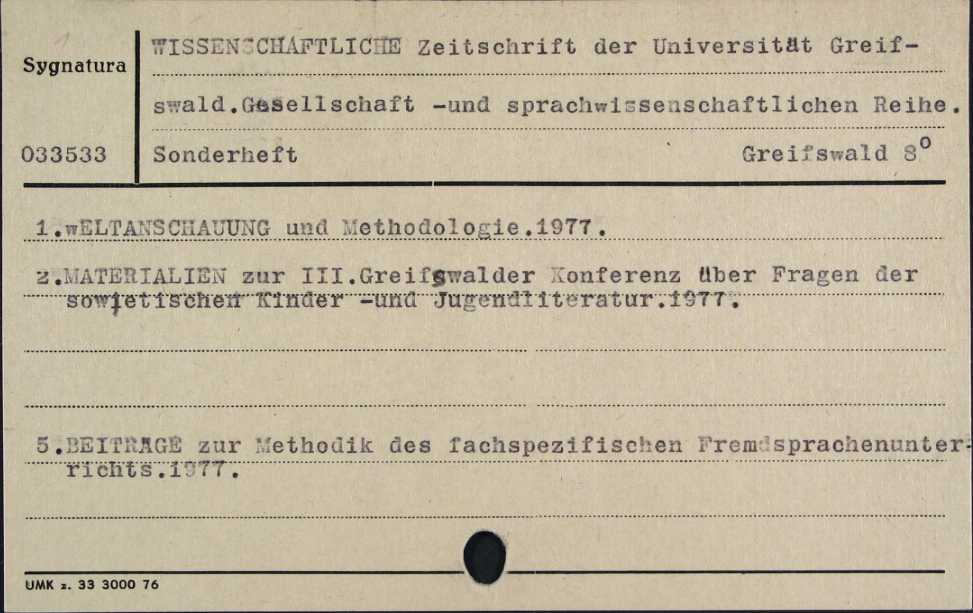 WISSENSCHAFTLICHE Zeitschrift der Universität Greif-
Sygnatura
swald.Gesellschaft -und sprachwissenschaftlichen Reihe.
033533 Sonderheft Greifswald 8º
1.wELTANSCHAUUNG und Methodologie.1977.
2.MATERIALIEN zur III.Greifswalder Konferenz über Fragen der
sowjetischen Kinder -und Jugendliteratur.1977.
5.BEITRÄGE zur Methodik des fachspezifischen Fremdsprachenunter-
richts.1977.
UMK z. 33 3000 76